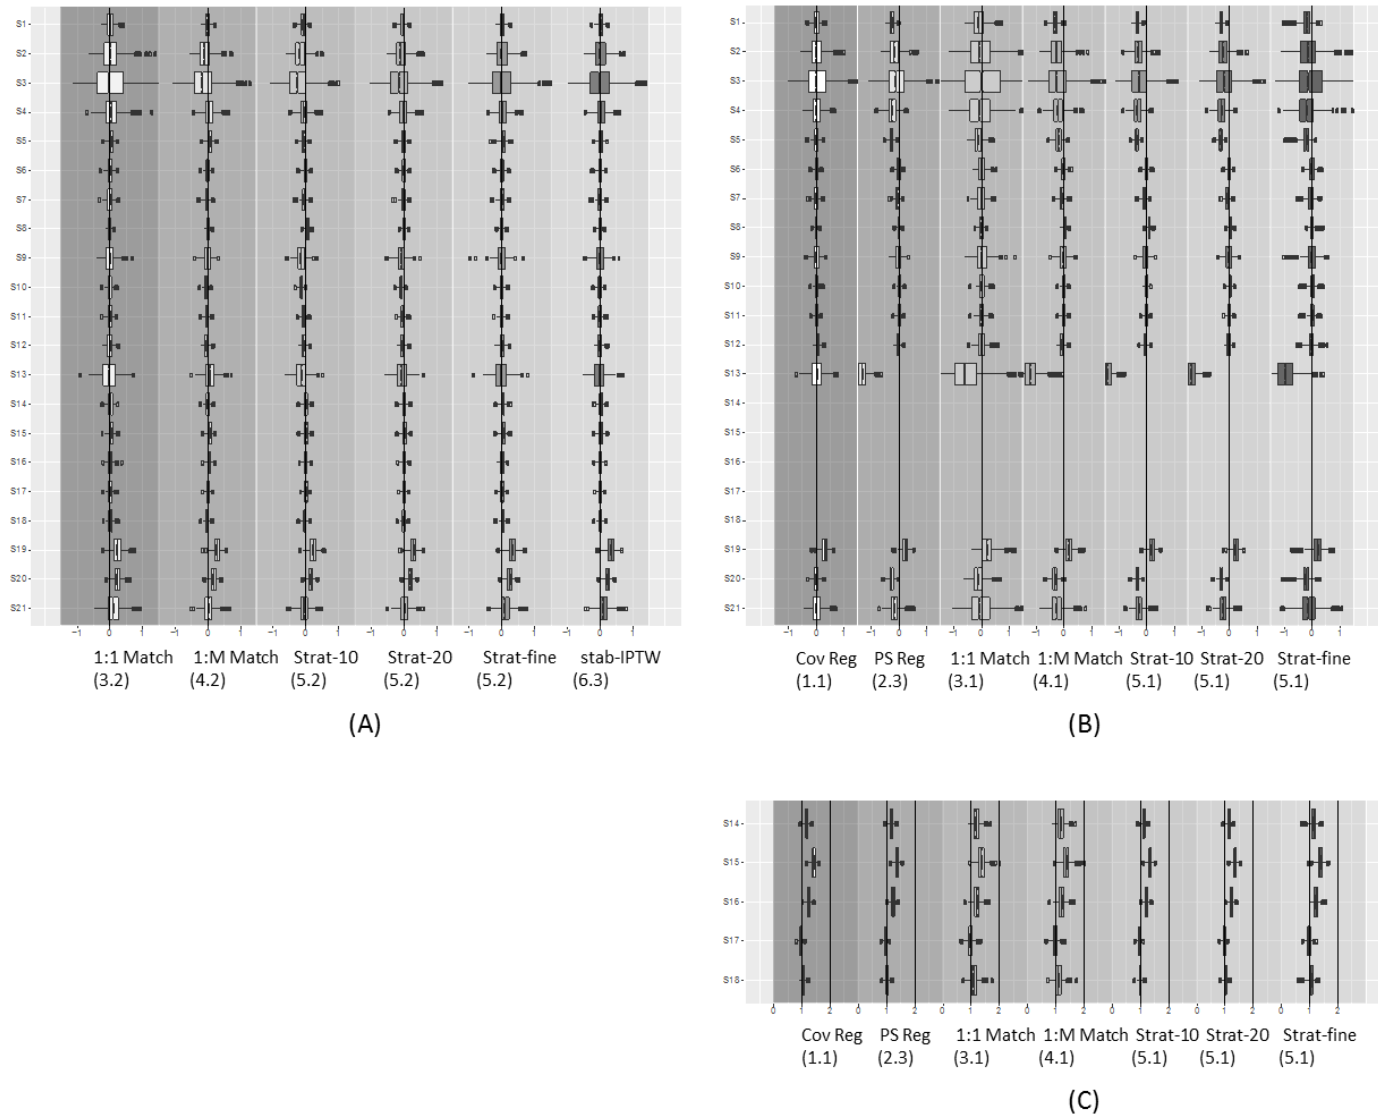 S1
S2
S3
S4
S5
S6
S7
S8
S9
S10
S11
S12
S13
S14
S15
S16
S17
S18
S19
S20
S21
−1 0 1 −1 0 1 −1 0 1 −1 0 1 −1 0 1 −1 0 1
1:1 Match 1:M Match Strat-10 Strat-20 Strat-fine stab-IPTW
(3.2) (4.2) (5.2) (5.2) (5.2) (6.3)
(A)
S1
S2
S3
S4
S5
S6
S7
S8
S9
S10
S11
S12
S13
S14
S15
S16
S17
S18
S19
S20
S21
−1 0 1 −1 0 1 −1 0 1 −1 0 1 −1 0 1 −1 0 1 −1 0 1
Cov Reg PS Reg 1:1 Match 1:M Match Strat-10 Strat-20 Strat-fine
(1.1) (2.3) (3.1) (4.1) (5.1) (5.1) (5.1)
(B)
S14
S15
S16
S17
S18
0 1 2 0 1 2 0 1 2 0 1 2 0 1 2 0 1 2 0 1 2
Cov Reg PS Reg 1:1 Match 1:M Match Strat-10 Strat-20 Strat-fine
(1.1) (2.3) (3.1) (4.1) (5.1) (5.1) (5.1)
(C)